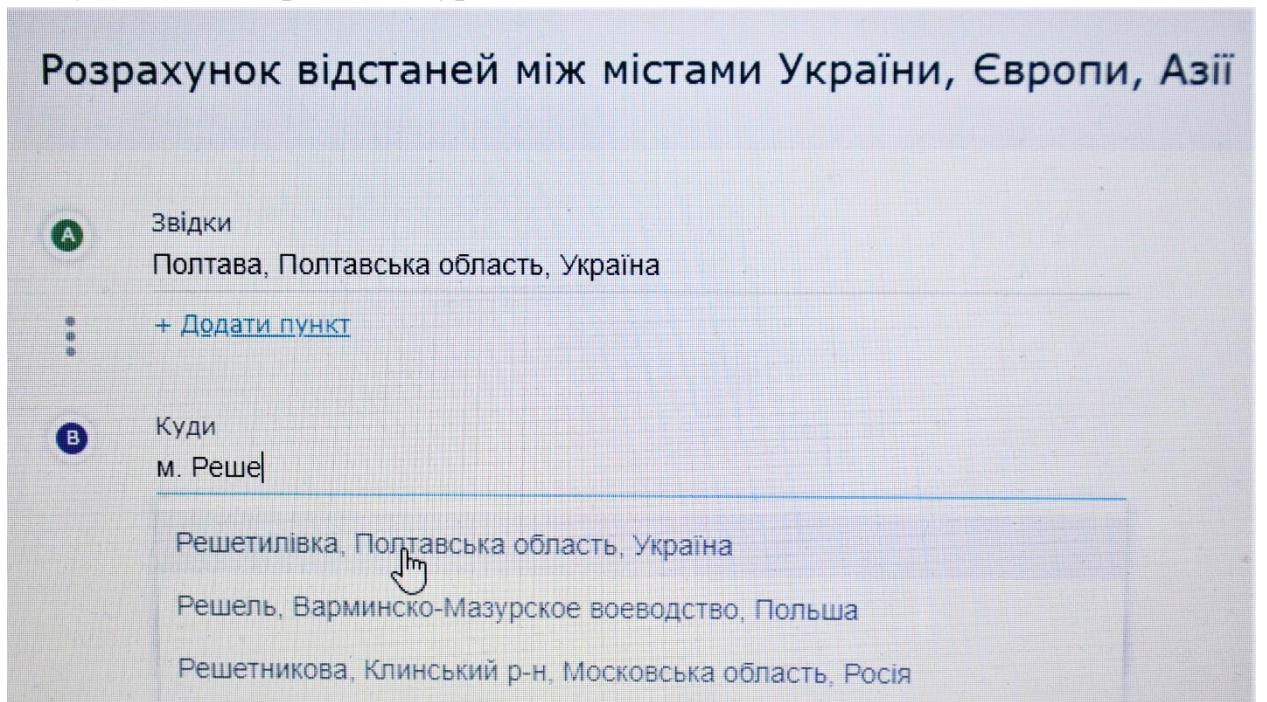 Розрахунок відстаней між містами України, Європи, Азії
A
Звідки
Полтава, Полтавська область, Україна
+ Додати пункт
B
Куди
м. Реше
Решетилівка, Полтавська область, Україна
Решель, Варминско-Мазурское воеводство, Польша
Решетникова, Клинський р-н, Московська область, Росія